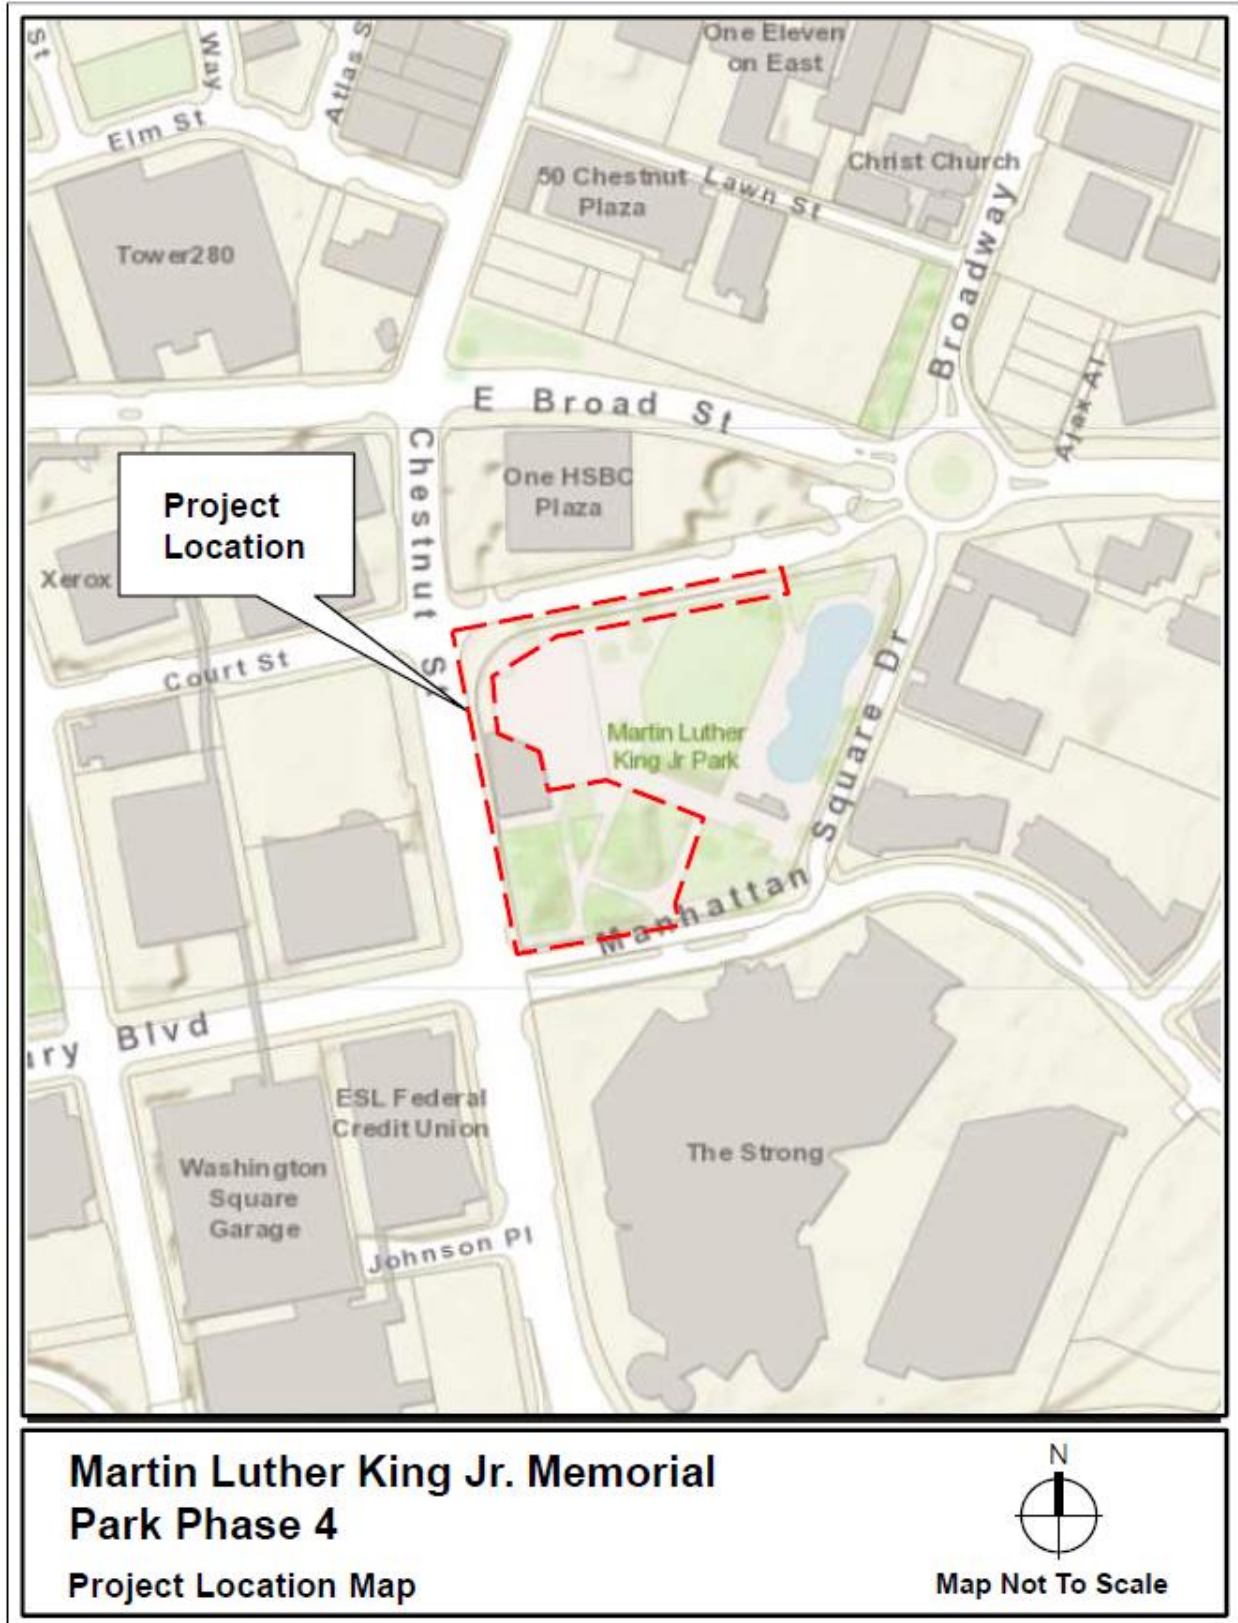 St
Way
Atlas S
One Eleven
on East
Elm St
Christ Church
50 Chestnut
Plaza
Lawn St
Tower280
Broadway
Ajax Al
E Broad St
Chestnut St
One HSBC
Plaza
Project
Location
Xerox
Court St
Martin Luther
King Jr Park
Manhattan Square Dr
ury Blvd
ESL Federal
Credit Union
The Strong
Washington
Square
Garage
Johnson Pl
Martin Luther King Jr. Memorial
Park Phase 4
Project Location Map
N
Map Not To Scale